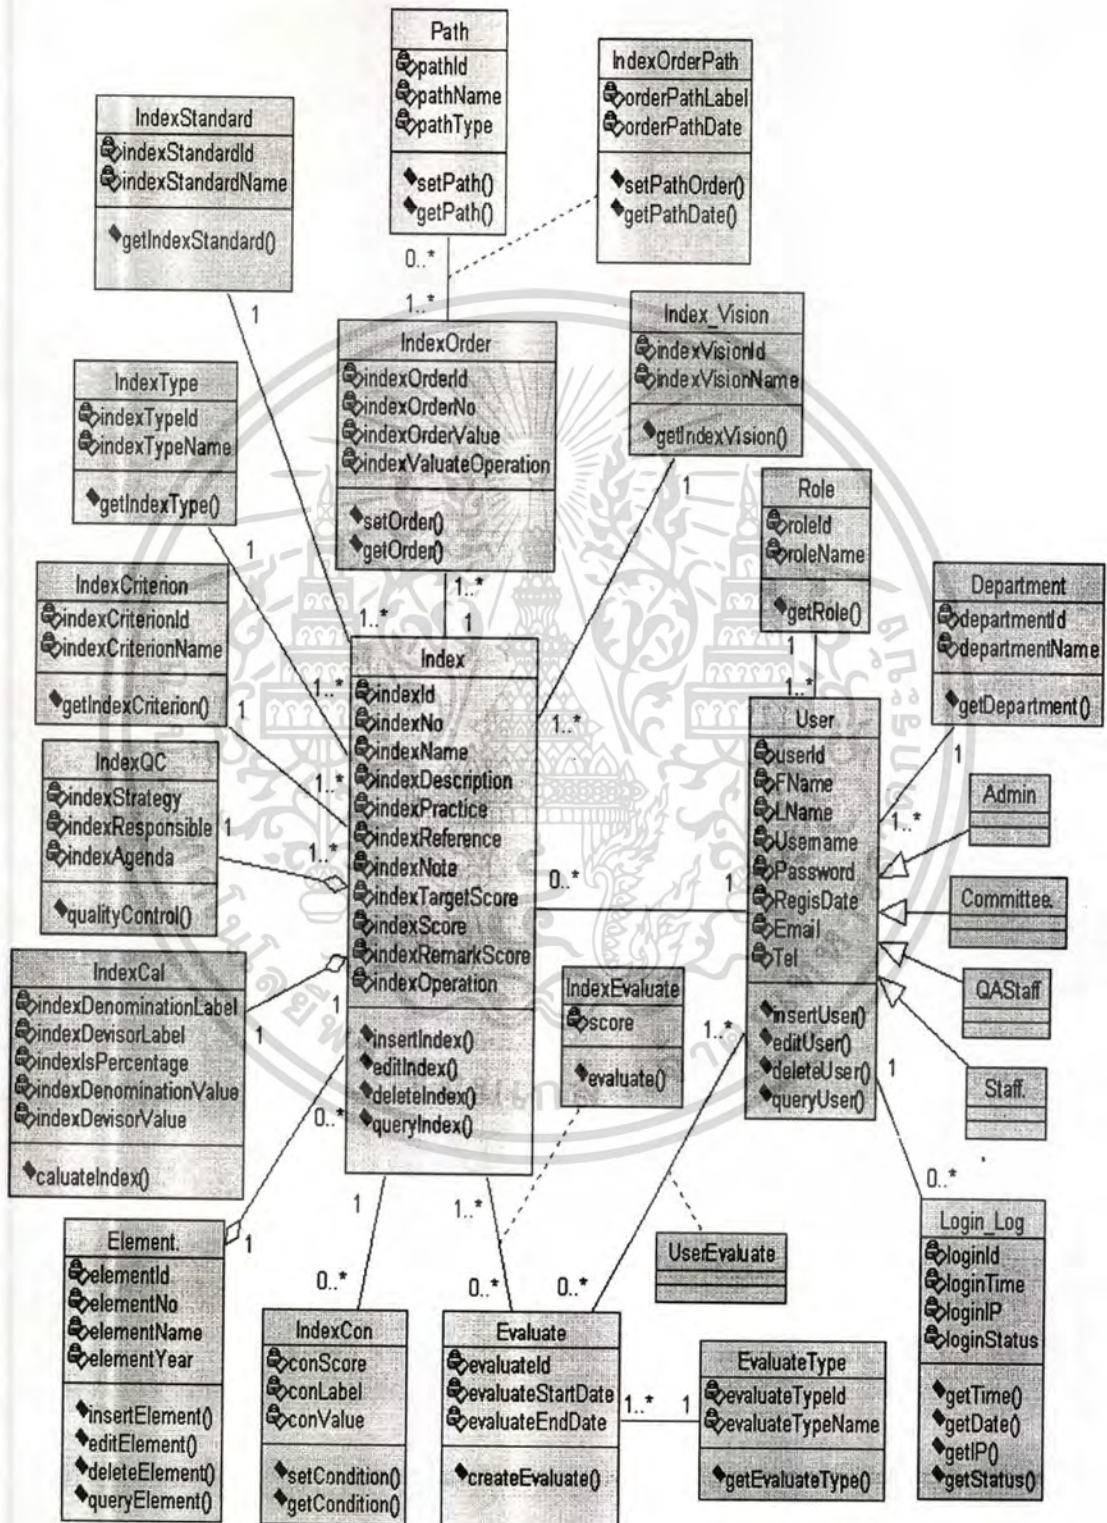 Path
pathId
pathName
pathType
setPath()
getPath()
IndexOrderPath
orderPathLabel
orderPathDate
setPathOrder()
getPathDate()
IndexStandard
indexStandardId
indexStandardName
getIndexStandard()
0..*
1..*
1
Index_Vision
indexVisionId
indexVisionName
getIndexVision()
1
IndexOrder
indexOrderId
indexOrderNo
indexOrderValue
indexValuateOperation
setOrder()
getOrder()
1..*
1
IndexType
indexTypeId
indexTypeName
getIndexType()
1
Role
roleId
roleName
getRole()
1
1..*
Department
departmentId
departmentName
getDepartment()
1
1..*
IndexCriterion
indexCriterionId
indexCriterionName
getIndexCriterion()
1
1..*
1..*
1..*
1..*
Index
indexId
indexNo
indexName
indexDescription
indexPractice
indexReference
indexNote
indexTargetScore
indexScore
indexRemarkScore
indexOperation
insertIndex()
editIndex()
deleteIndex()
queryIndex()
User
userId
FName
LName
Username
Password
RegisDate
Email
Tel
insertUser()
editUser()
deleteUser()
queryUser()
Admin
Committee.
QAStaff
Staff.
IndexQC
indexStrategy
indexResponsible
indexAgenda
qualityControl()
1
1..*
0..*
1
IndexCal
indexDenominationLabel
indexDevisorLabel
indexIsPercentage
indexDenominationValue
indexDevisorValue
caluateIndex()
1
1
0..*
IndexEvaluate
score
evaluate()
1..*
1
0..*
Element.
elementId
elementNo
elementName
elementYear
insertElement()
editElement()
deleteElement()
queryElement()
1
1
0..*
1..*
0..*
0..*
UserEvaluate
IndexCon
conScore
conLabel
conValue
setCondition()
getCondition()
Evaluate
evaluateId
evaluateStartDate
evaluateEndDate
createEvaluate()
1..*
1
EvaluateType
evaluateTypeId
evaluateTypeName
getEvaluateType()
Login_Log
loginId
loginTime
loginIP
loginStatus
getTime()
getDate()
getIP()
getStatus()